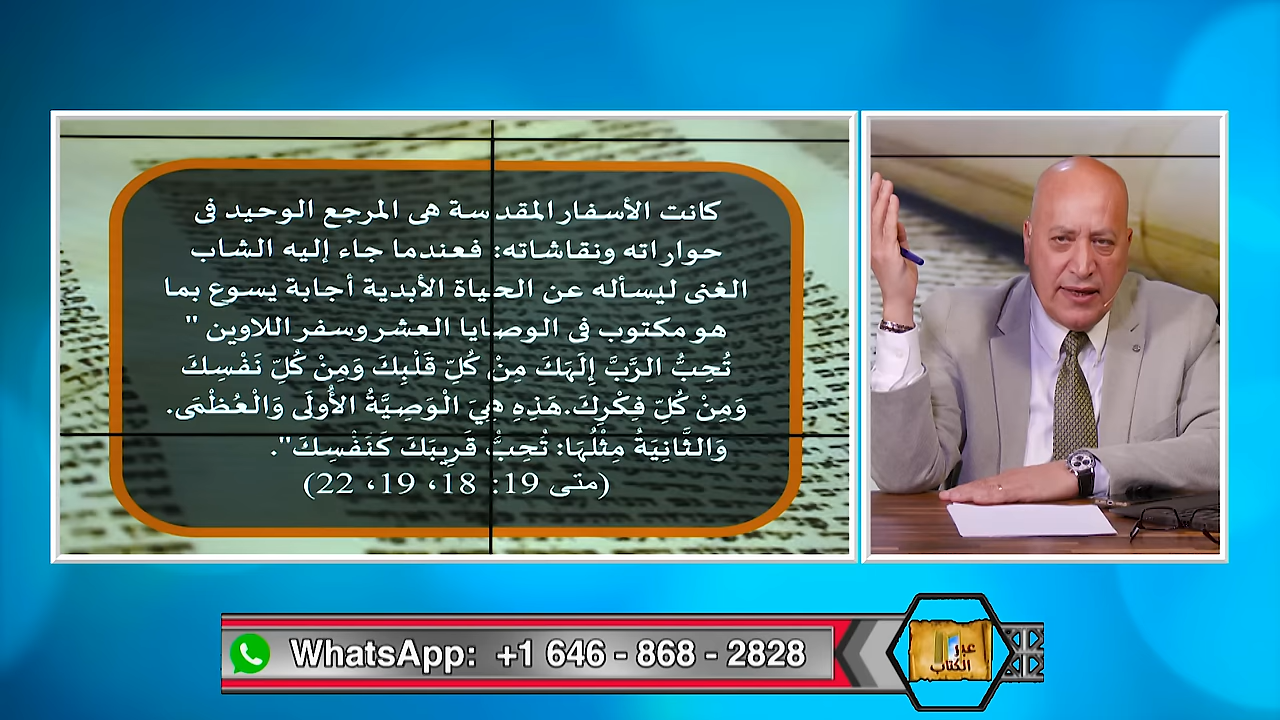 كانت الأسفار المقدسة هى المرجع الوحيد فى
حواراته ونقاشاته: فعندما جاء إليه الشاب
الغنى ليسأله عن الحياة الأبدية أجابة يسوع بما
هو مكتوب فى الوصايا العشر وسفر اللاوين "
تُحِبُّ الرَّبَّ إِلَهَكَ مِنْ كُلِّ قَلْبِكَ وَمِنْ كُلِّ نَفْسِكَ
وَمِنْ كُلِّ فِكْرِكَ.هَذِهِ هِيَ الْوَصِيَّةُ الأُولَى وَالْعُظْمَى.
وَالثَّانِيَةُ مِثْلُهَا: تُحِبُّ قَرِيبَكَ كَنَفْسِكَ".
(متى 19: 18، 19، 22)
WhatsApp: +1 646 - 868 - 2828
عبر
الكتاب